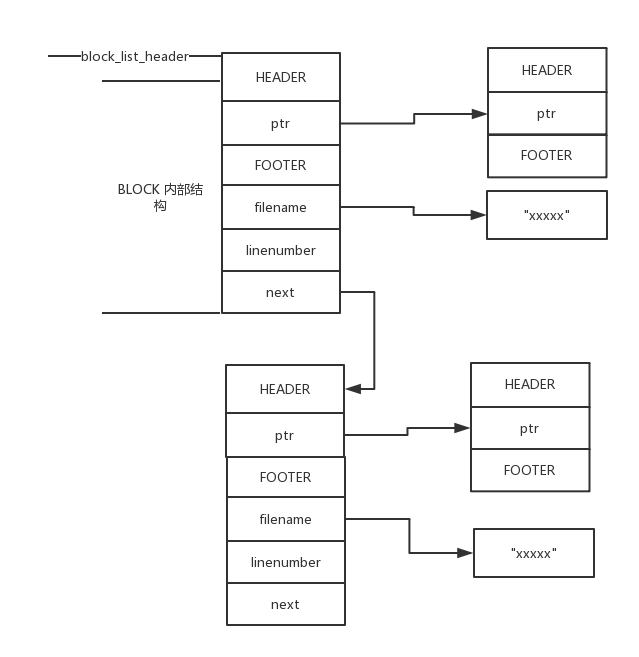 block_list_header
HEADER
ptr
FOOTER
BLOCK 内部结
构
filename
linenumber
next
HEADER
ptr
FOOTER
"xxxxx"
HEADER
ptr
FOOTER
filename
linenumber
next
HEADER
ptr
FOOTER
"xxxxx"